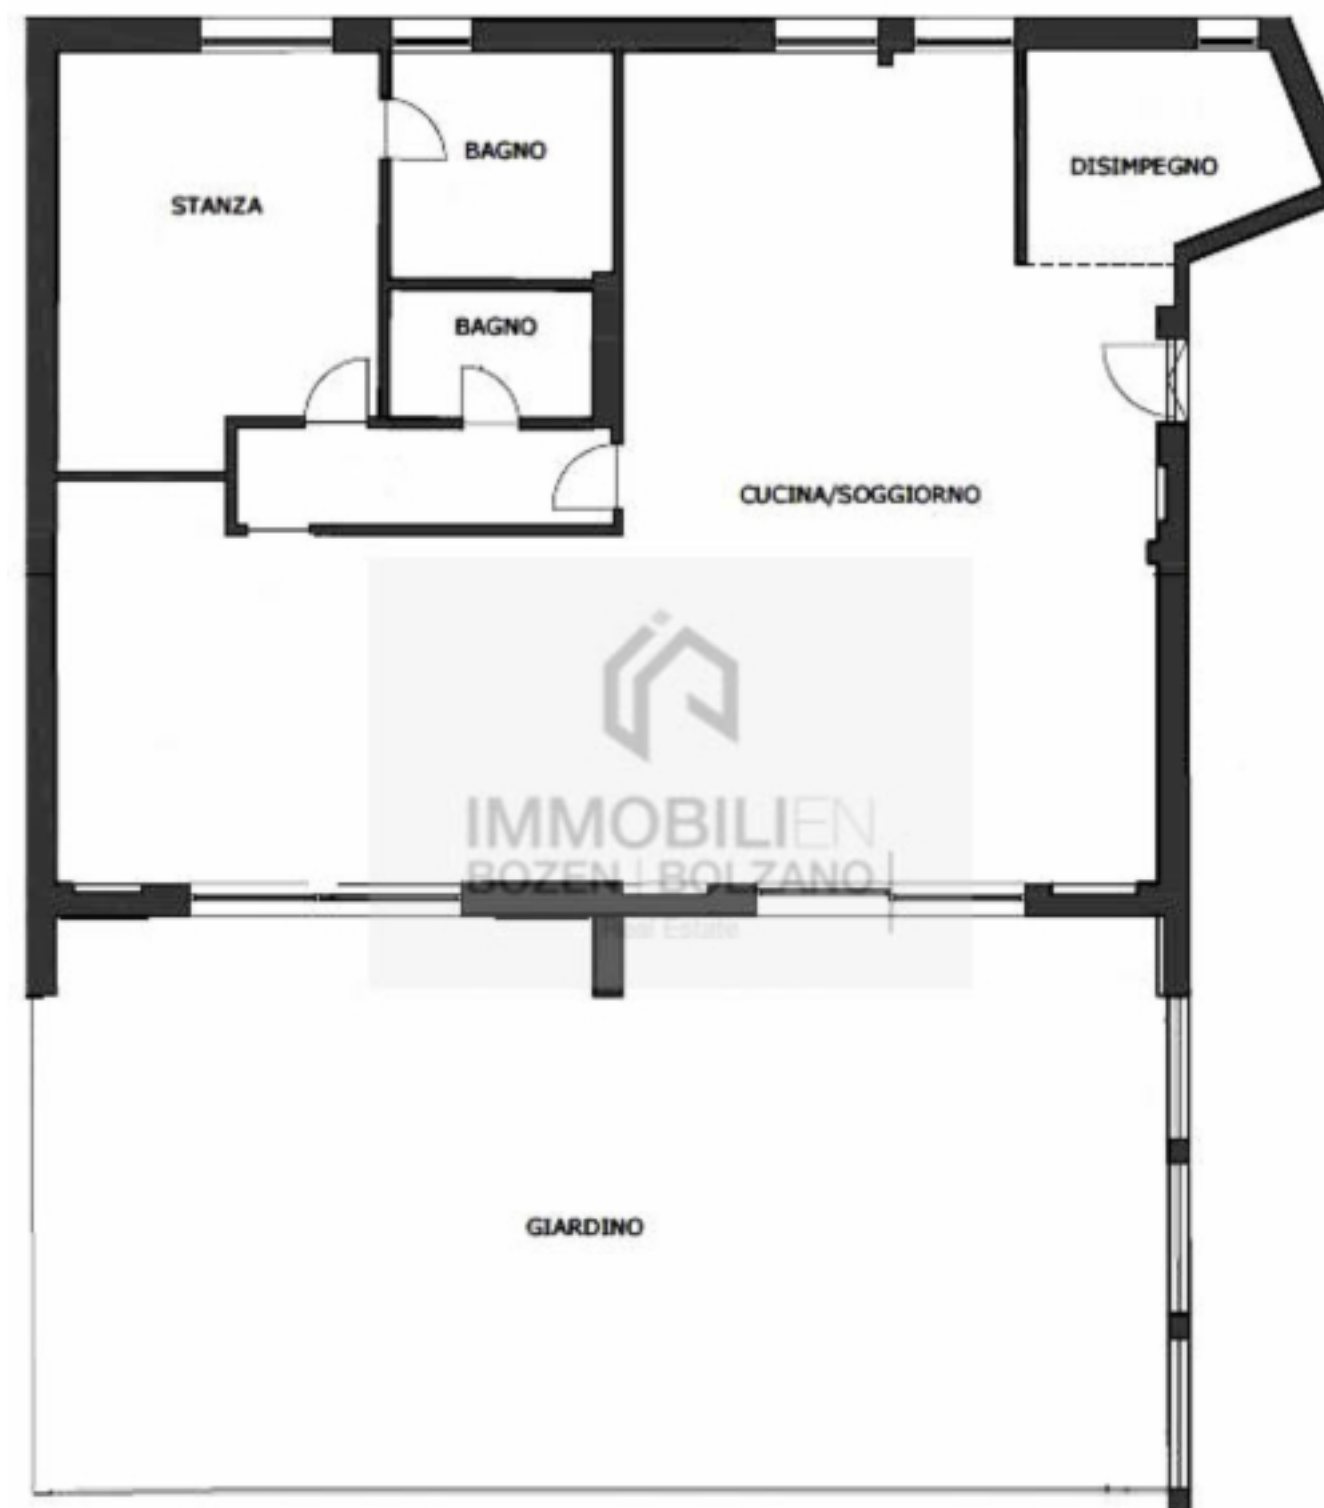 BAGNO
DISIMPEGNO
STANZA
BAGNO
CUCINA/SOGGIORNO
IMMOBILIEN
BOZEN | BOLZANO
Real Estate
GIARDINO